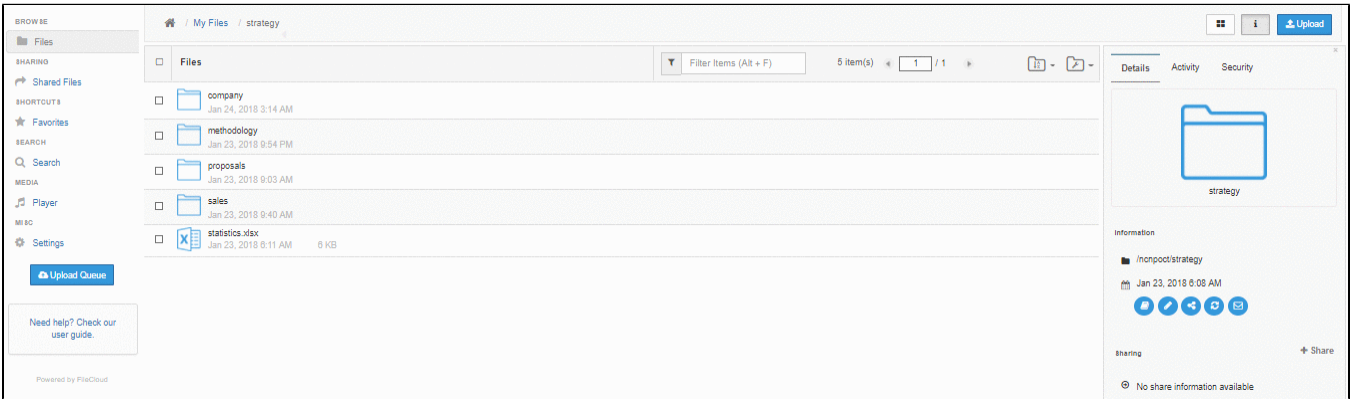 BROWSE
Files
SHARING
Shared Files
SHORTCUTS
Favorites
SEARCH
Search
MEDIA
Player
MISC
Settings
Upload Queue
Need help? Check our
user guide.
Powered by FileCloud
/ My Files / strategy
i
Upload
Files
Filter Items (Alt + F)
5 item(s)
1 / 1
company
Jan 24, 2018 3:14 AM
methodology
Jan 23, 2018 9:54 PM
proposals
Jan 23, 2018 9:03 AM
sales
Jan 23, 2018 9:40 AM
statistics.xlsx
Jan 23, 2018 6:11 AM 6 KB
Details Activity Security
strategy
Information
/ncnpoct/strategy
Jan 23, 2018 6:08 AM
Sharing + Share
No share information available